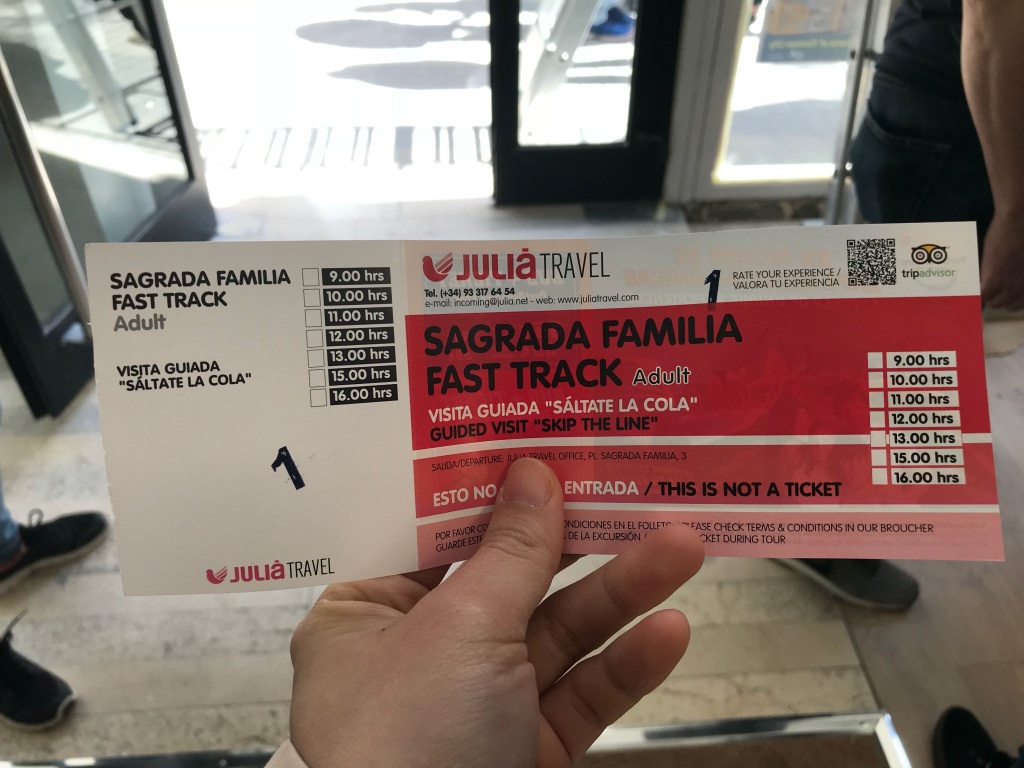 SAGRADA FAMILIA
FAST TRACK
Adult
VISITA GUIADA
"SÁLTATE LA COLA"
9.00 hrs
10.00 hrs
11.00 hrs
12.00 hrs
13.00 hrs
15.00 hrs
16.00 hrs
1
JULIÀ TRAVEL
JULIÀ TRAVEL
Tel. (+34) 93 317 64 54
e-mail: incoming@julia.net - web: www.juliatravel.com
1
RATE YOUR EXPERIENCE /
VALORA TU EXPERIENCIA
tripadvisor
SAGRADA FAMILIA
FAST TRACK Adult
VISITA GUIADA "SÁLTATE LA COLA"
GUIDED VISIT "SKIP THE LINE"
9.00 hrs
10.00 hrs
11.00 hrs
12.00 hrs
13.00 hrs
15.00 hrs
16.00 hrs
SALIDA/DEPARTURE: JULIA TRAVEL OFFICE, PL. SAGRADA FAMILIA, 3
ESTO NO ENTRADA / THIS IS NOT A TICKET
POR FAVOR CONDICIONES EN EL FOLLETO / PLEASE CHECK TERMS & CONDITIONS IN OUR BROUCHER
GUARDE DE LA EXCURSIÓN / DURING TOUR